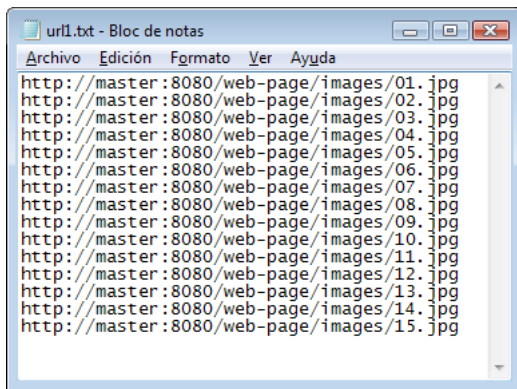 url1.txt - Bloc de notas
Archivo Edición Formato Ver Ayuda
http://master:8080/web-page/images/01.jpg
http://master:8080/web-page/images/02.jpg
http://master:8080/web-page/images/03.jpg
http://master:8080/web-page/images/04.jpg
http://master:8080/web-page/images/05.jpg
http://master:8080/web-page/images/06.jpg
http://master:8080/web-page/images/07.jpg
http://master:8080/web-page/images/08.jpg
http://master:8080/web-page/images/09.jpg
http://master:8080/web-page/images/10.jpg
http://master:8080/web-page/images/11.jpg
http://master:8080/web-page/images/12.jpg
http://master:8080/web-page/images/13.jpg
http://master:8080/web-page/images/14.jpg
http://master:8080/web-page/images/15.jpg